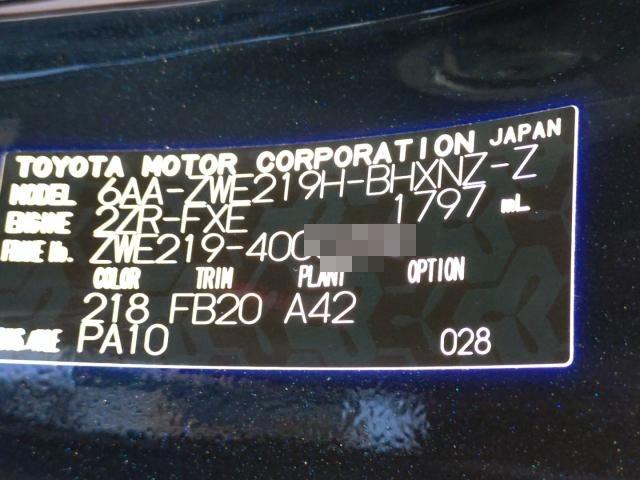 TOYOTA MOTOR CORPORATION JAPAN
MODEL 6AA-ZWE219H-BHXNZ-Z
ENGINE 2ZR-FXE 1797 mL
FRAME No. ZWE219-400
COLOR TRIM PLANT OPTION
218 FB20 A42
PA10 028